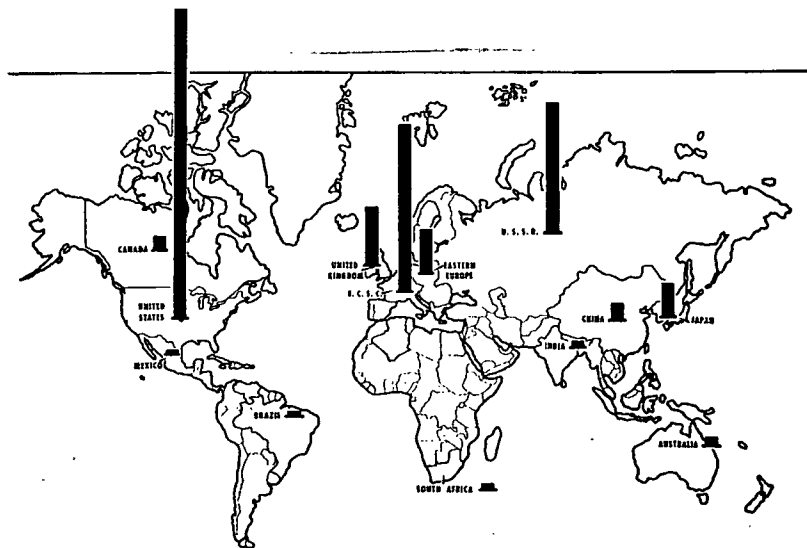 U. S. S. R.
CANADA
UNITED
KINGDOM
EASTERN
EUROPE
E. C. S. C.
UNITED
STATES
CHINA
JAPAN
INDIA
MEXICO
BRAZIL
AUSTRALIA
SOUTH AFRICA